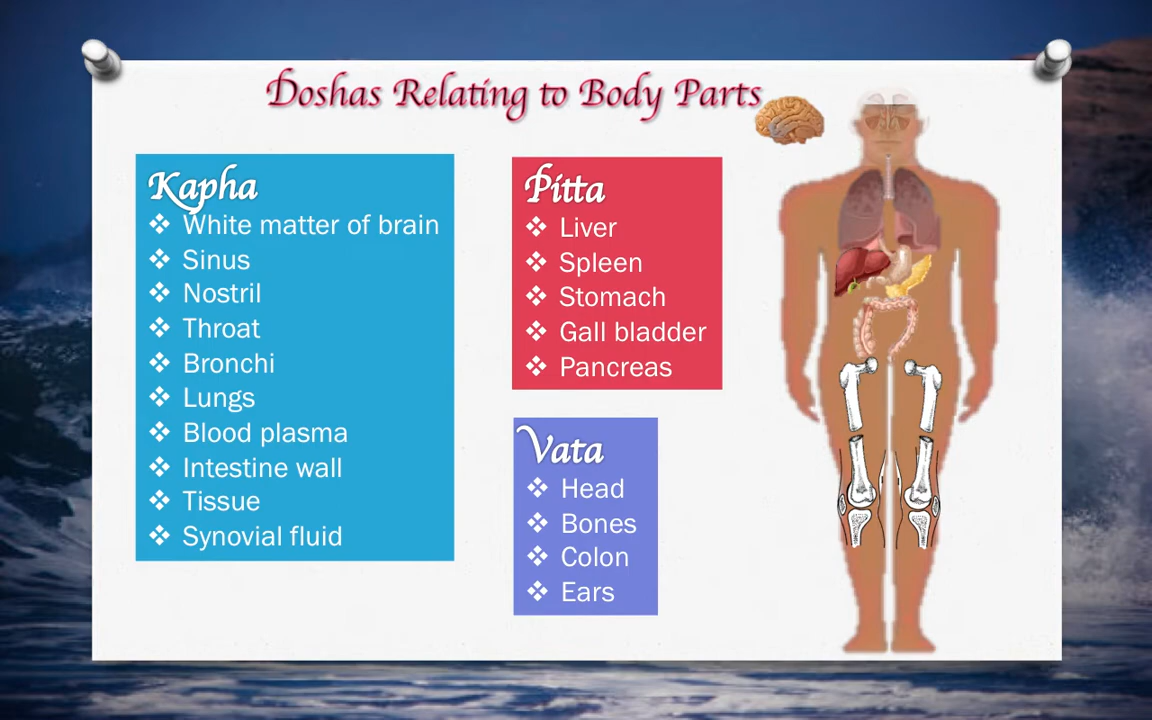 Doshas Relating to Body Parts
Kapha
❖ White matter of brain
❖ Sinus
❖ Nostril
❖ Throat
❖ Bronchi
❖ Lungs
❖ Blood plasma
❖ Intestine wall
❖ Tissue
❖ Synovial fluid
Pitta
❖ Liver
❖ Spleen
❖ Stomach
❖ Gall bladder
❖ Pancreas
Vata
❖ Head
❖ Bones
❖ Colon
❖ Ears